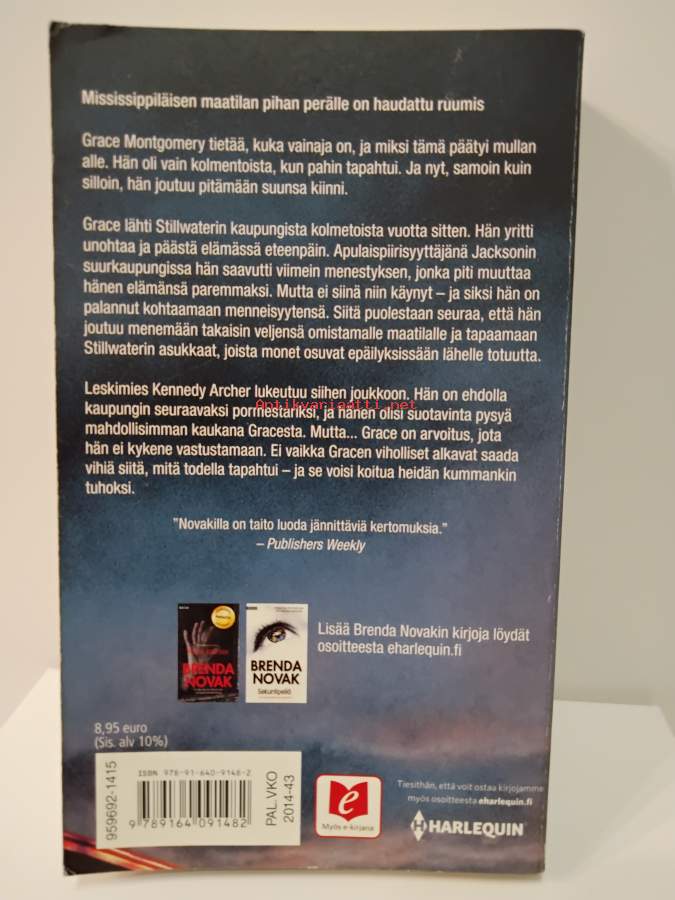 Mississippiläisen maatilan pihan perälle on haudattu ruumis
Grace Montgomery tietää, kuka vainaja on, ja miksi tämä päätyi mullan
alle. Hän oli vain kolmentoista, kun pahin tapahtui. Ja nyt, samoin kuin
silloin, hän joutuu pitämään suunsa kiinni.
Grace lähti Stillwaterin kaupungista kolmetoista vuotta sitten. Hän yritti
unohtaa ja päästä elämässä eteenpäin. Apulaispiirisyyttäjänä Jacksonin
suurkaupungissa hän saavutti viimein menestyksen, jonka piti muuttaa
hänen elämänsä paremmaksi. Mutta ei siinä niin käynyt – ja siksi hän on
palannut kohtaamaan menneisyytensä. Siitä puolestaan seuraa, että hän
joutuu menemään takaisin veljensä omistamalle maatilalle ja tapaamaan
Stillwaterin asukkaat, joista monet osuvat epäilyksissään lähelle totuutta.
Leskimies Kennedy Archer lukeutuu siihen joukkoon. Hän on ehdolla
kaupungin seuraavaksi pormestariksi, ja hänen olisi suotavinta pysyä
Antikvariaatti.net
mahdollisimman kaukana Gracesta. Mutta... Grace on arvoitus, jota
hän ei kykene vastustamaan. Ei vaikka Gracen viholliset alkavat saada
vihiä siitä, mitä todella tapahtui – ja se voisi koitua heidän kummankin
tuhoksi.
"Novakilla on taito luoda jännittäviä kertomuksia."
– Publishers Weekly
BRENDA
NOVAK
BRENDA
NOVAK
Sekuntipeliä
Lisää Brenda Novakin kirjoja löydät
osoitteesta eharlequin.fi
8,95 euro
(Sis. alv 10%)
959692-1415
ISBN 978-91-640-9148-2
9 789164 091482
PAL.VKO
2014-43
e
Myös e-kirjana
Tiesithän, että voit ostaa kirjojamme
myös osoitteesta eharlequin.fi
H HARLEQUIN